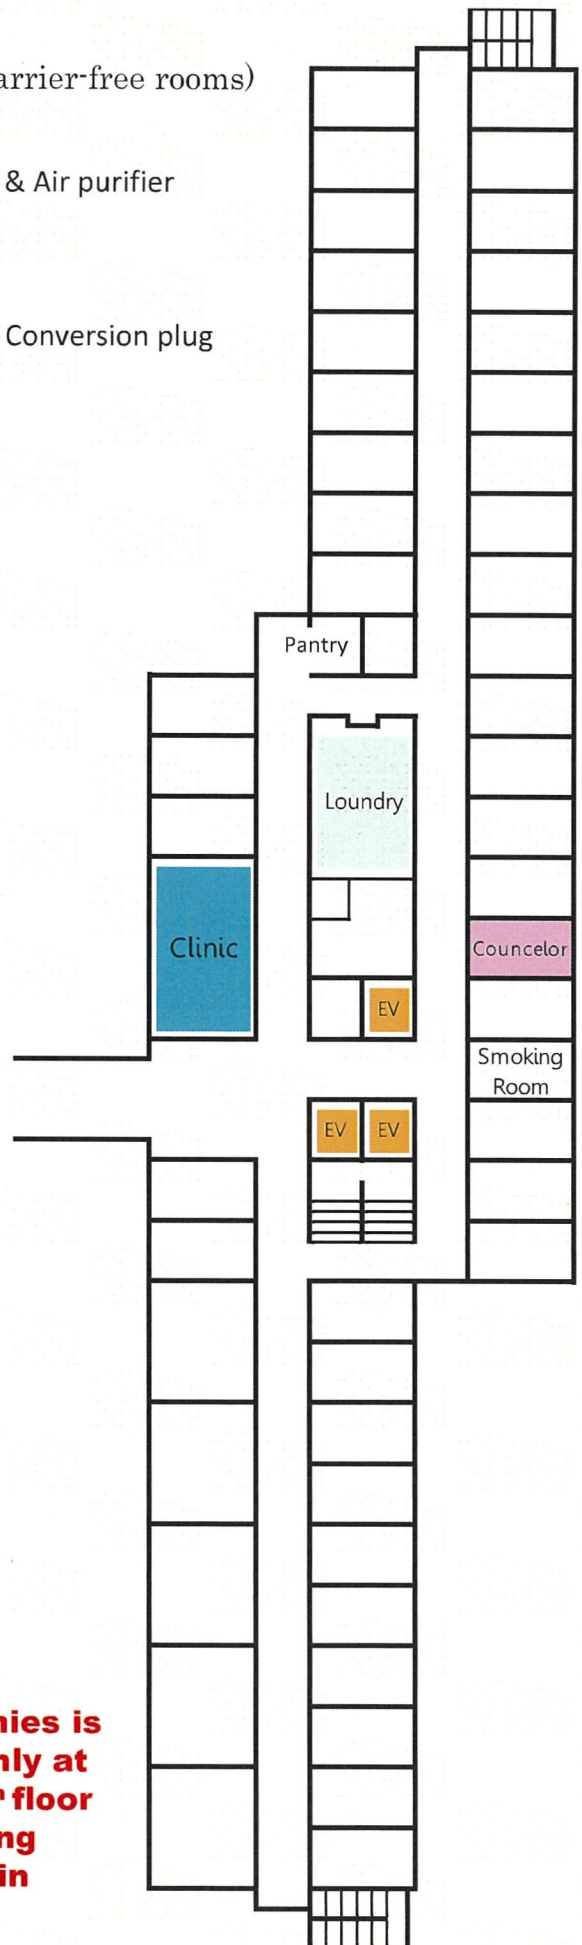 arrier-free rooms)
& Air purifier
Conversion plug
Pantry
Loundry
Clinic
Councelor
EV
Smoking
Room
EV EV
nies is
nly at
floor
ng
in